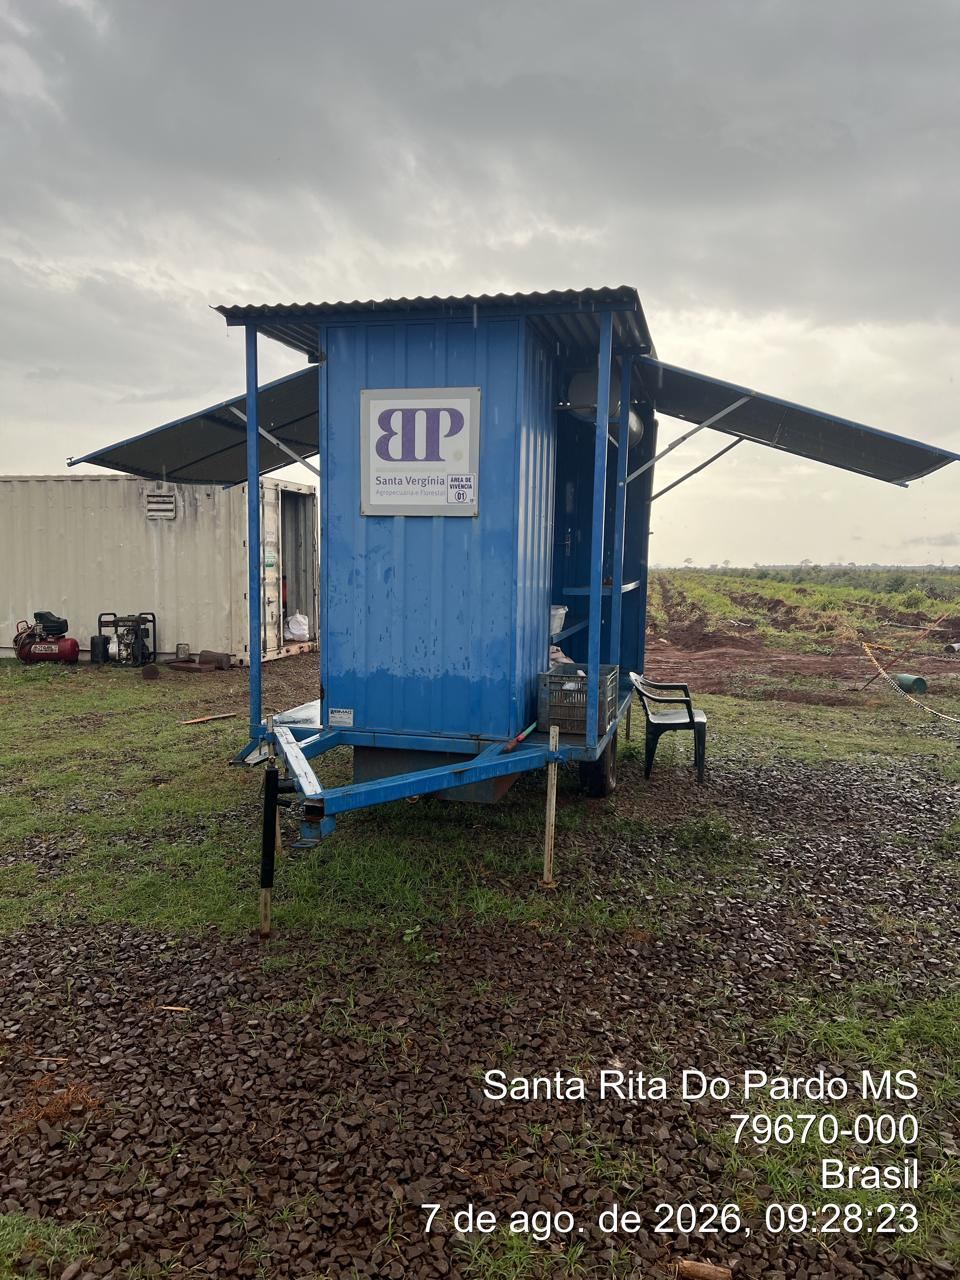 BP
Santa Vergínia
Agropecuária e Florestal
ÁREA DE
VIVÊNCIA
01
Santa Rita Do Pardo MS
79670-000
Brasil
7 de ago. de 2026, 09:28:23